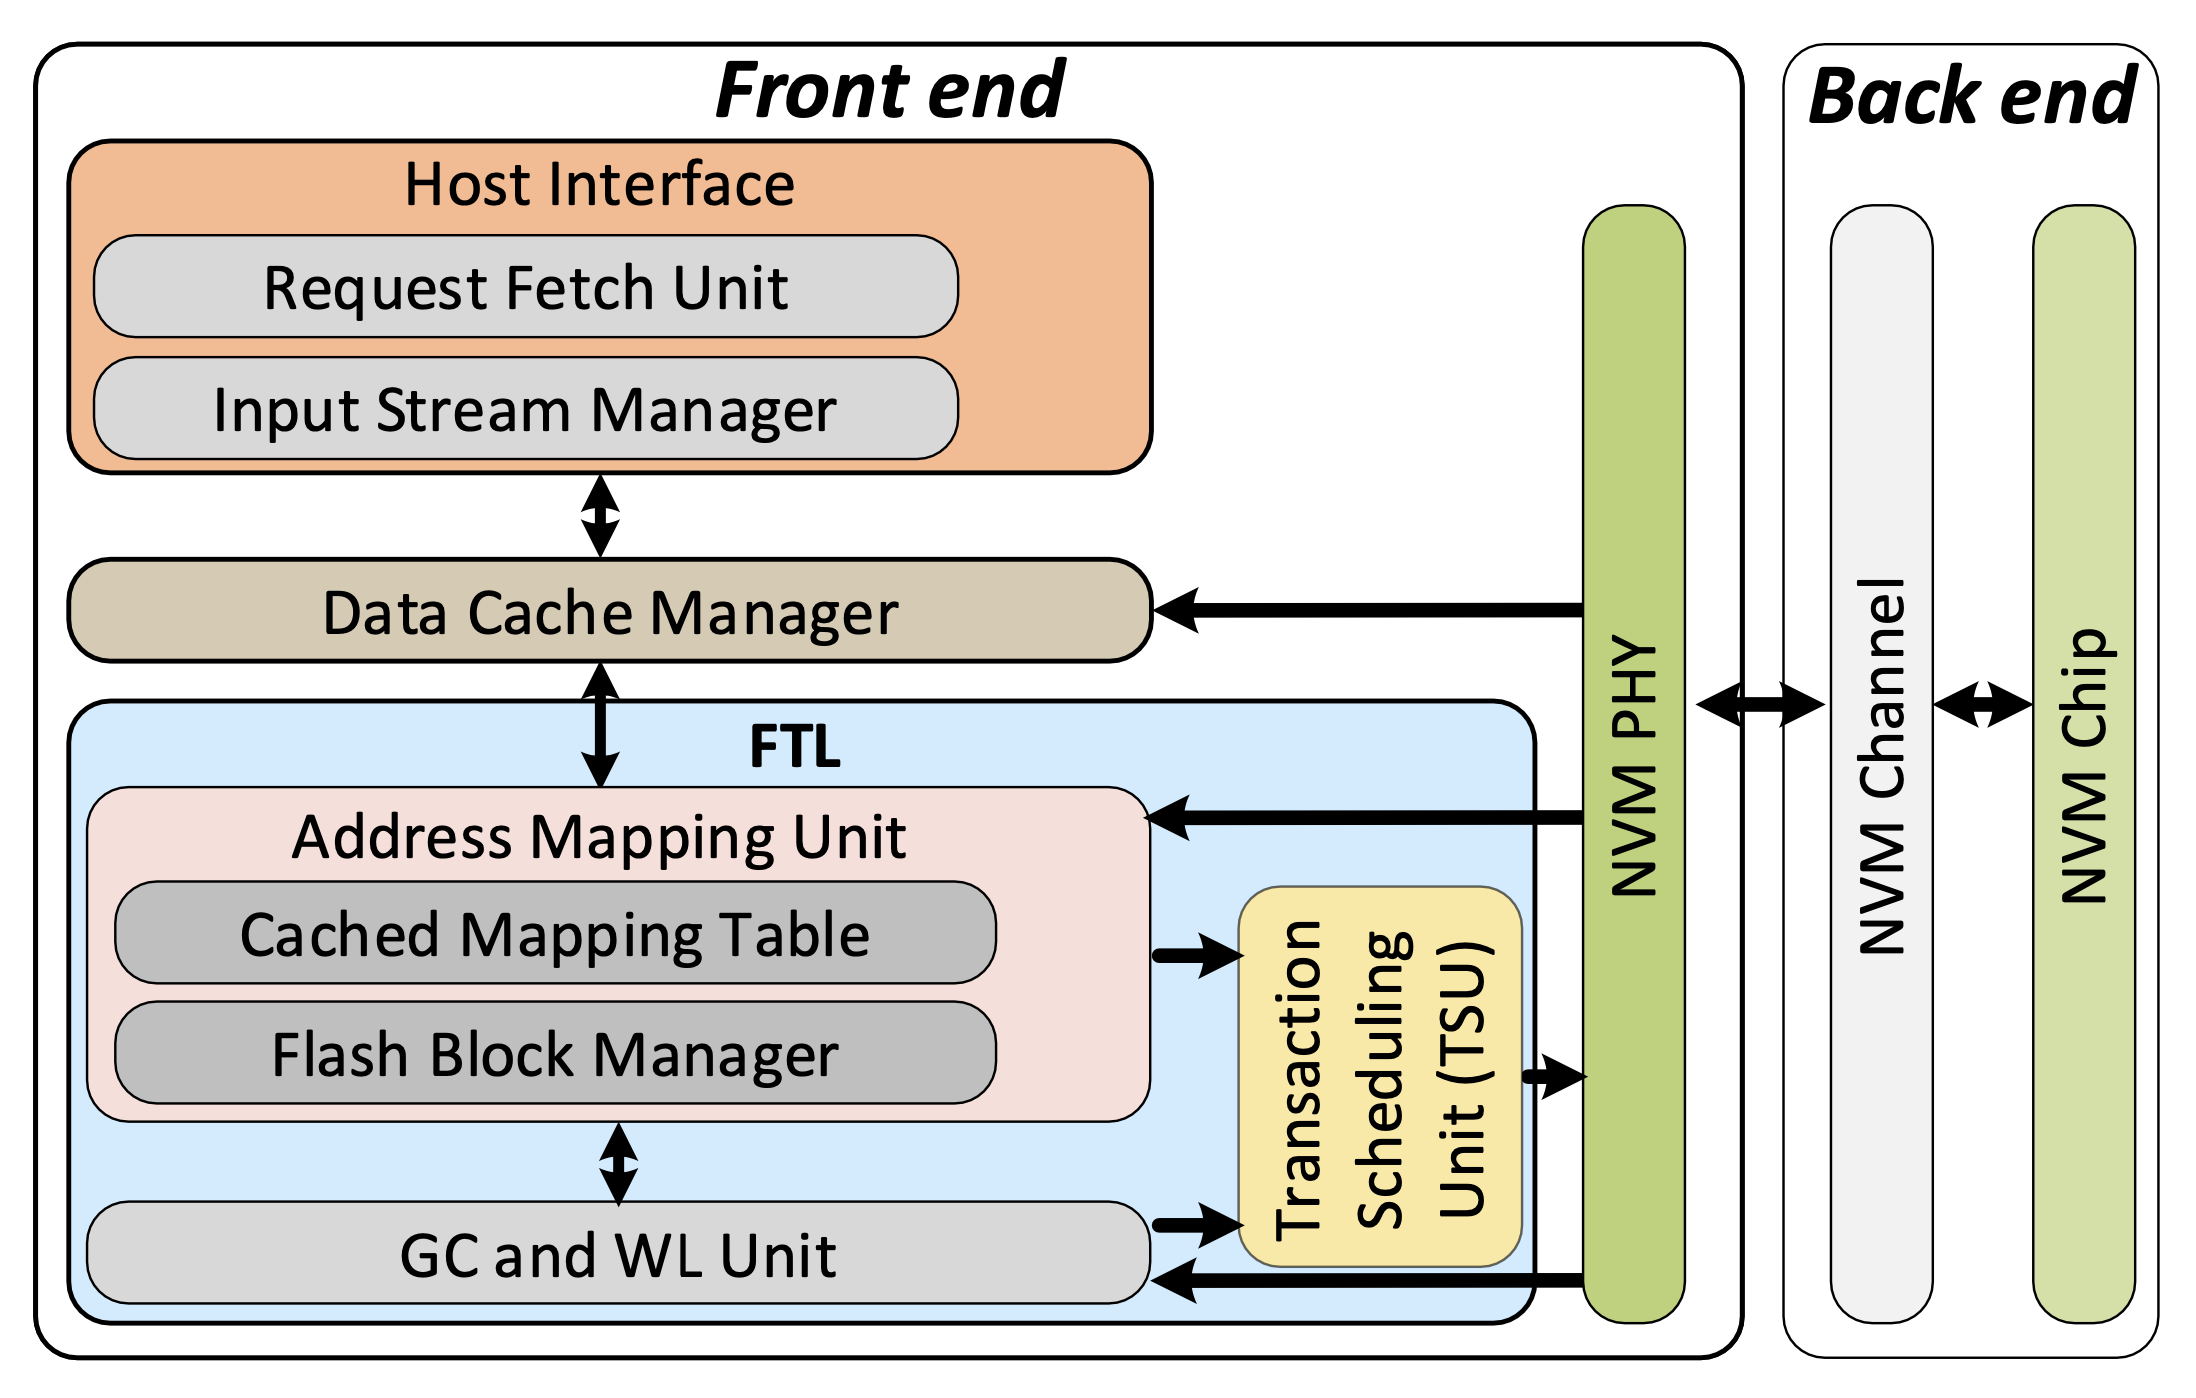 Front end
Host Interface
Request Fetch Unit
Input Stream Manager
Data Cache Manager
FTL
Address Mapping Unit
Cached Mapping Table
Flash Block Manager
GC and WL Unit
Transaction
Scheduling
Unit (TSU)
NVM PHY
Back end
NVM Channel
NVM Chip